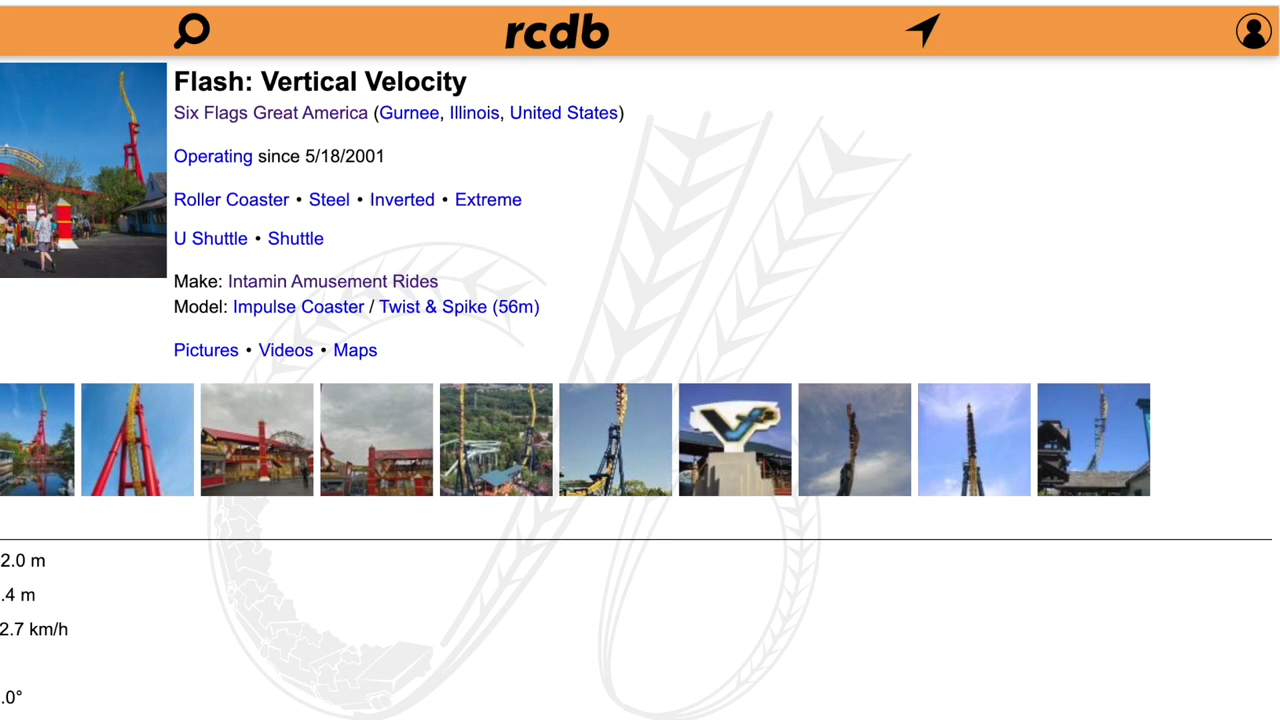 rcdb
Flash: Vertical Velocity
Six Flags Great America (Gurnee, Illinois, United States)
Operating since 5/18/2001
Roller Coaster • Steel • Inverted • Extreme
U Shuttle • Shuttle
Make: Intamin Amusement Rides
Model: Impulse Coaster / Twist & Spike (56m)
Pictures • Videos • Maps
2.0 m
.4 m
2.7 km/h
.0°